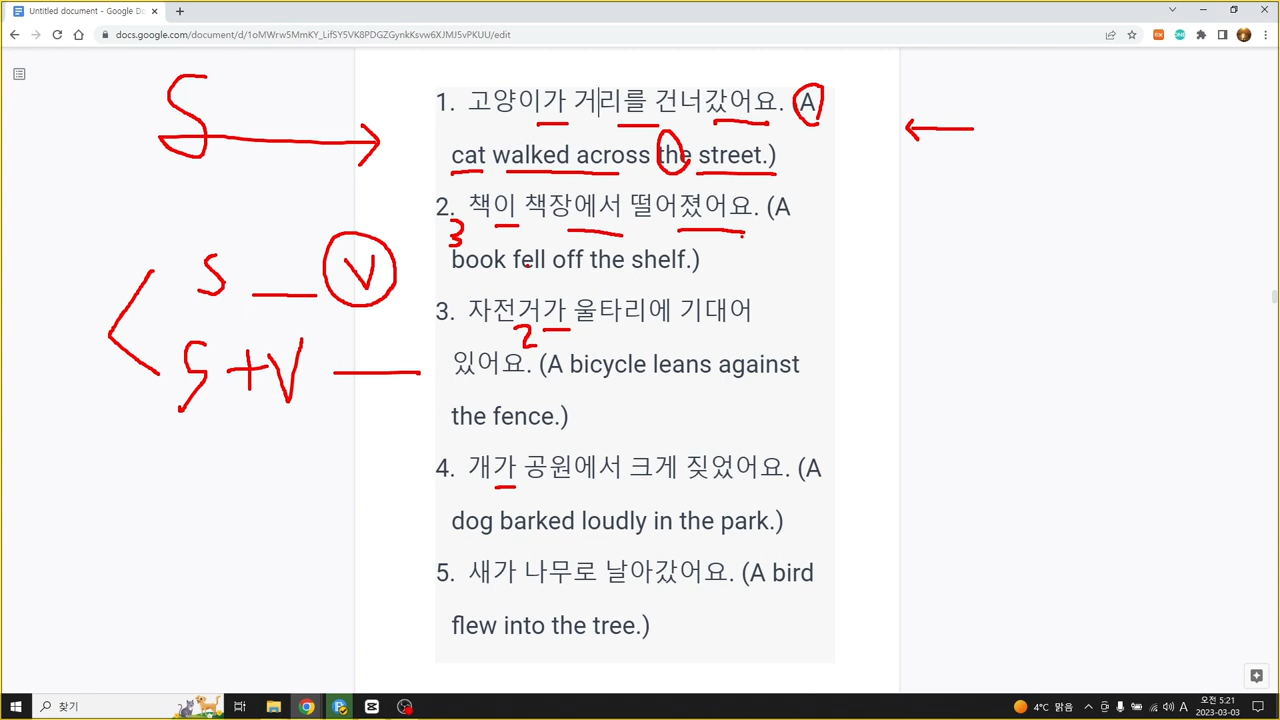 Untitled document - Google Do
docs.google.com/document/d/1oMWrw5MmKY_LifSY5VK8PDGZGynkKsvw6XJMJ5vPKUU/edit
S
S V
S+V
1. 고양이가 거리를 건너갔어요. (A
cat walked across the street.)
2. 책이 책장에서 떨어졌어요. (A
3
book fell off the shelf.)
3. 자전거가 울타리에 기대어
2
있어요. (A bicycle leans against
the fence.)
4. 개가 공원에서 크게 짖었어요. (A
dog barked loudly in the park.)
5. 새가 나무로 날아갔어요. (A bird
flew into the tree.)
찾기
4°C 맑음
A
오전 5:21
2023-03-03